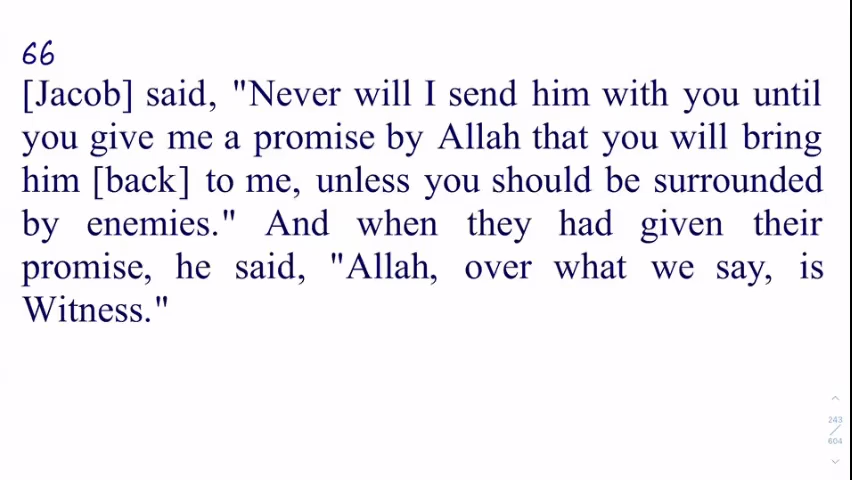 66
[Jacob] said, "Never will I send him with you until
you give me a promise by Allah that you will bring
him [back] to me, unless you should be surrounded
by enemies." And when they had given their
promise, he said, "Allah, over what we say, is
Witness."
243
604